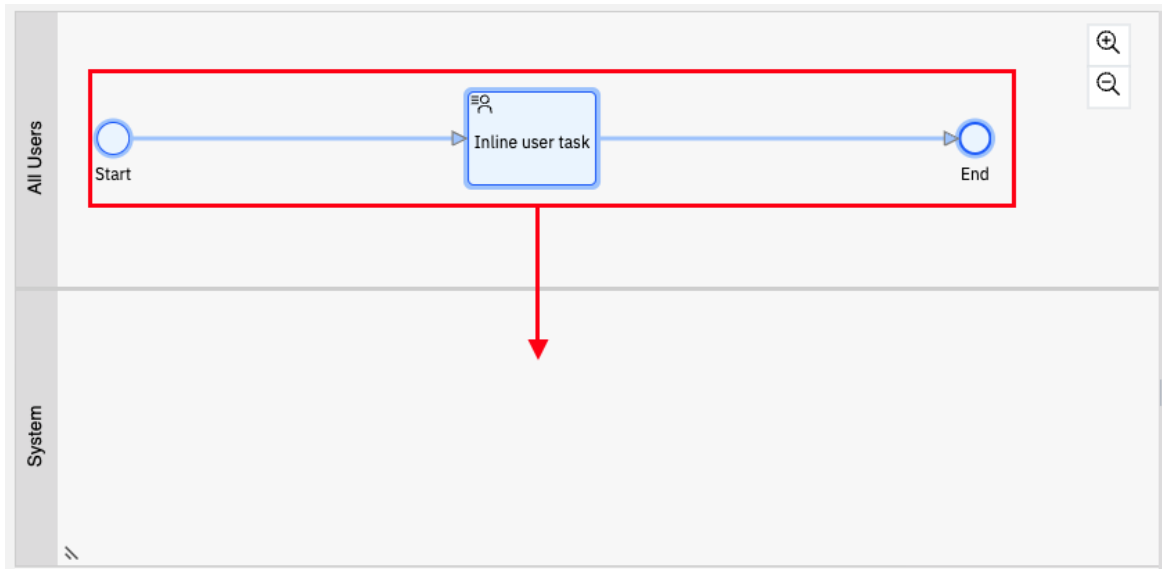 All Users
Start
Inline user task
End
System